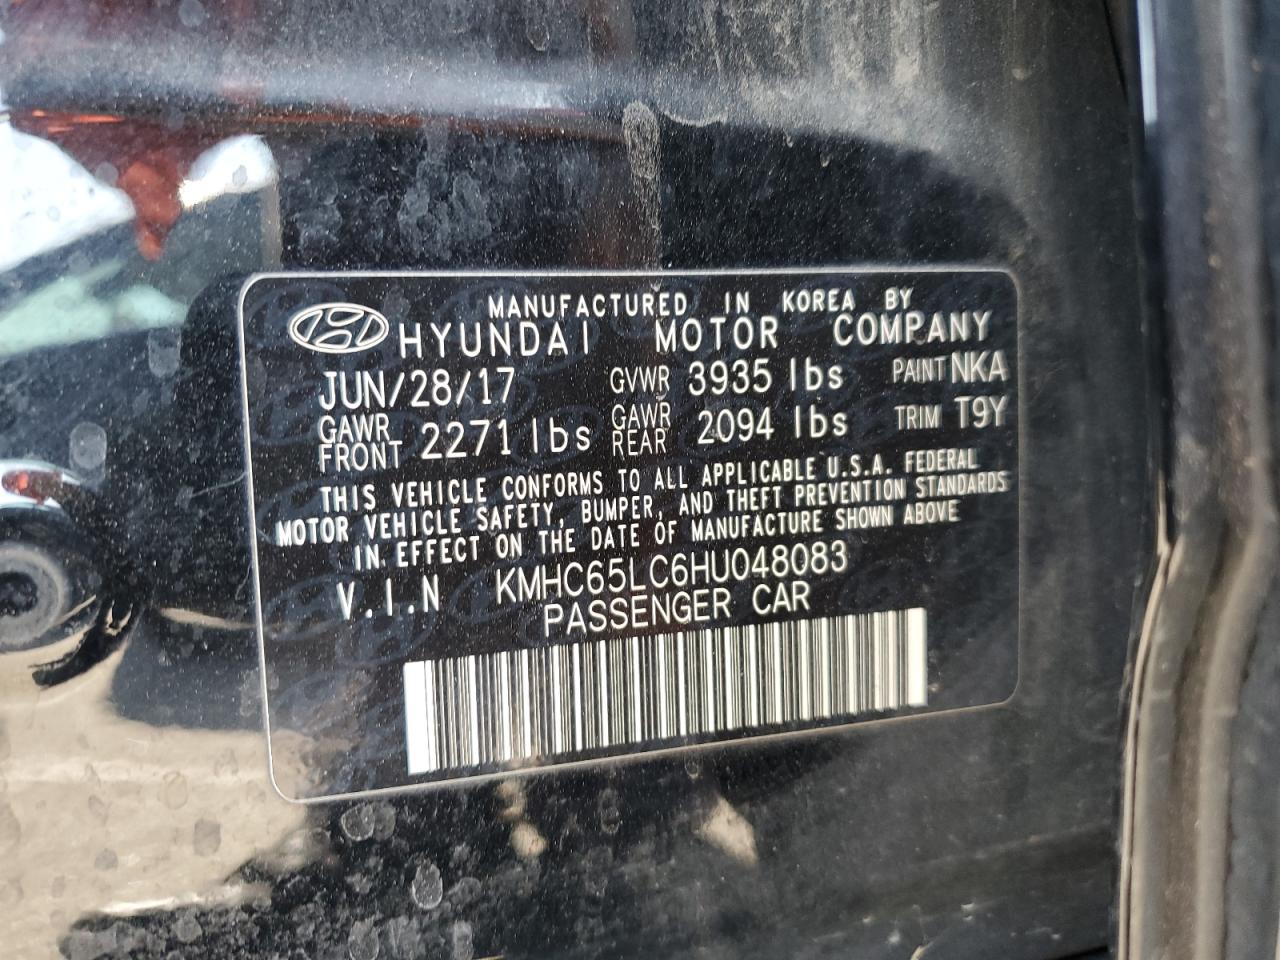 MANUFACTURED IN KOREA BY
HYUNDAI MOTOR COMPANY
JUN/28/17 GVWR 3935 lbs PAINT NKA
GAWR FRONT 2271 lbs GAWR REAR 2094 lbs TRIM T9Y
THIS VEHICLE CONFORMS TO ALL APPLICABLE U.S.A. FEDERAL
MOTOR VEHICLE SAFETY, BUMPER, AND THEFT PREVENTION STANDARDS
IN EFFECT ON THE DATE OF MANUFACTURE SHOWN ABOVE
V.I.N KMHC65LC6HU048083
PASSENGER CAR